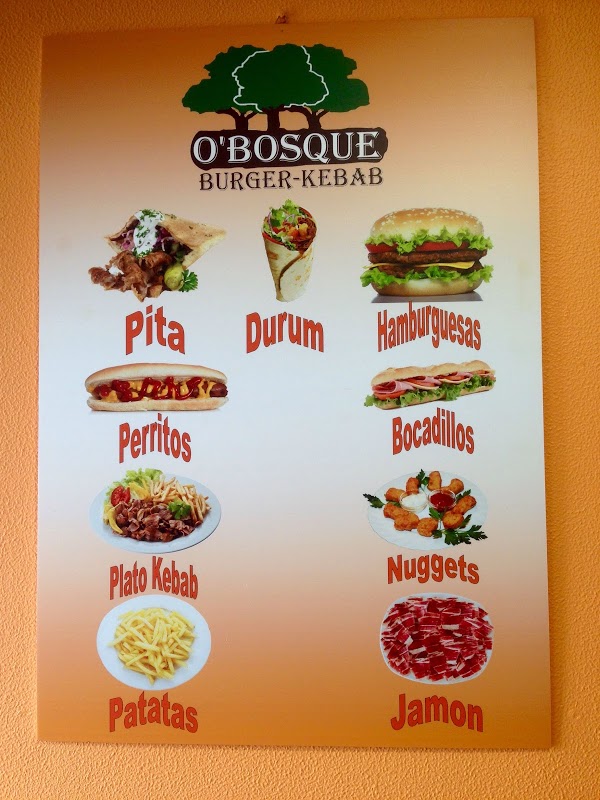 O'BOSQUE
BURGER-KEBAB
Pita
Durum
Hamburguesas
Perritos
Bocadillos
Plato Kebab
Nuggets
Patatas
Jamon